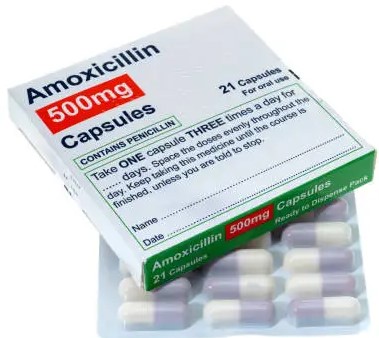 Amoxicillin
500mg
Capsules
21 Capsules
For oral use
CONTAINS PENICILLIN
Take ONE capsule THREE times a day for
...... days. Space the doses evenly throughout the
day. Keep taking this medicine until the course is
finished, unless you are told to stop.
Name
Date
Amoxicillin 500mg Capsules
21 Capsules
Ready to Dispense Pack